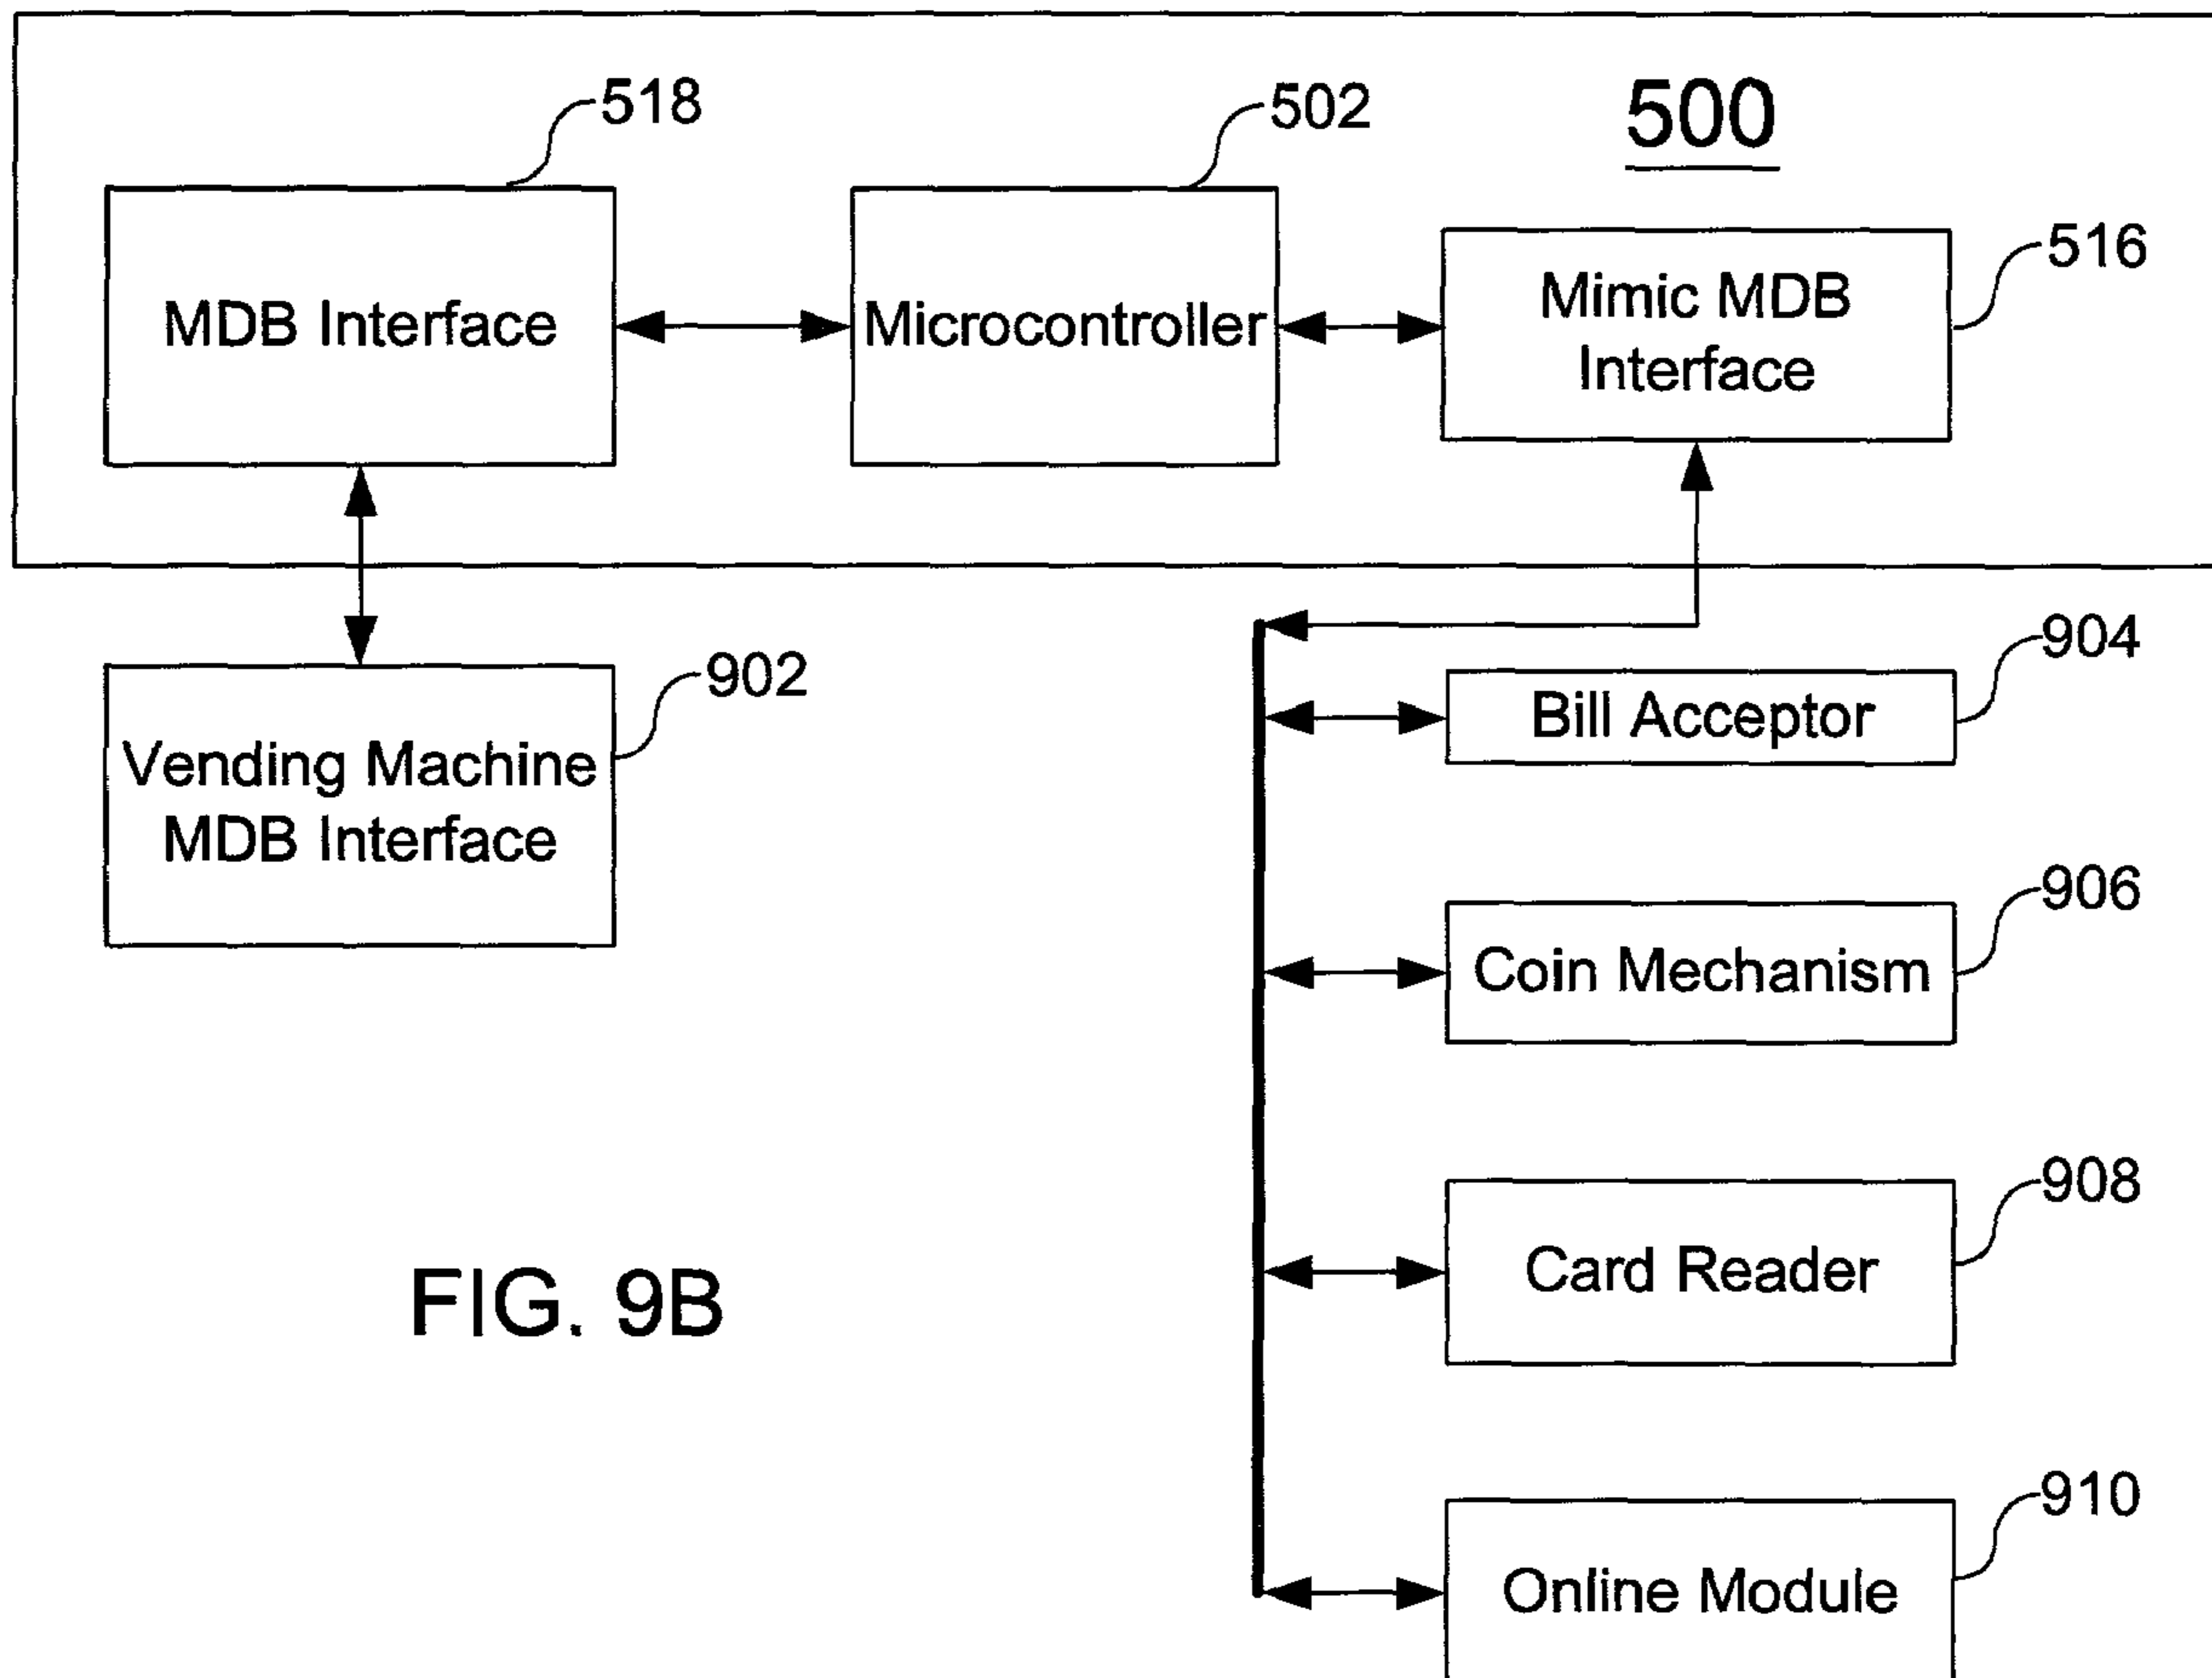 518
502
500
MDB Interface
Microcontroller
Mimic MDB
Interface
516
902
Vending Machine
MDB Interface
904
Bill Acceptor
906
Coin Mechanism
908
Card Reader
910
Online Module
FIG. 9B